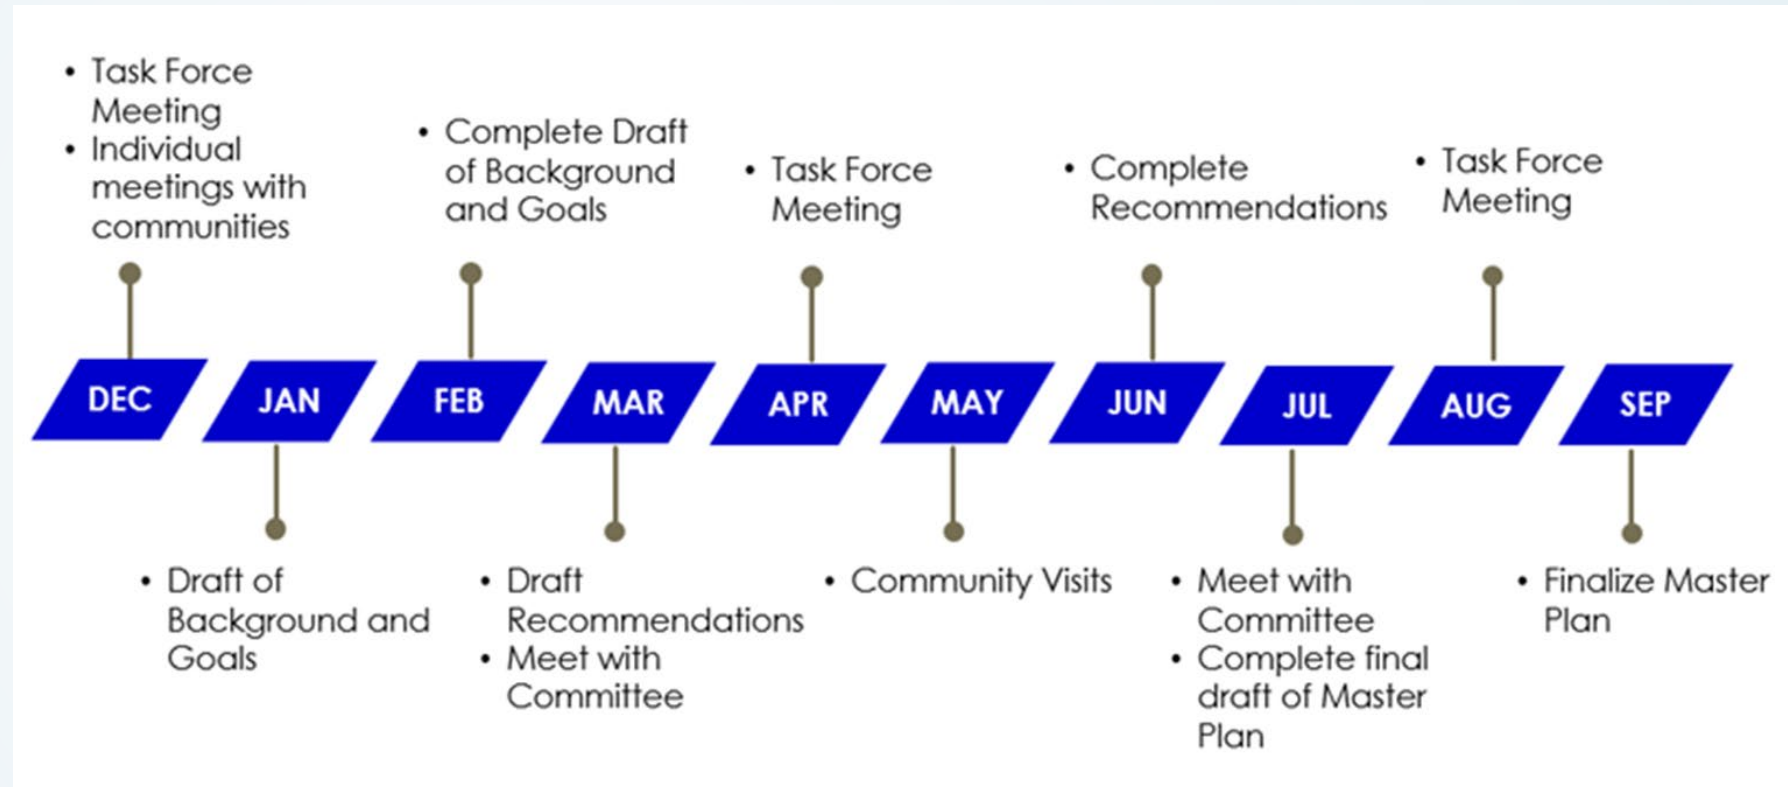 • Task Force
Meeting
• Individual
meetings with
communities
• Complete Draft
of Background
and Goals
• Task Force
Meeting
• Complete
Recommendations
• Task Force
Meeting
DEC
JAN
FEB
MAR
APR
MAY
JUN
JUL
AUG
SEP
• Draft of
Background and
Goals
• Draft
Recommendations
• Meet with
Committee
• Community Visits
• Meet with
Committee
• Complete final
draft of Master
Plan
• Finalize Master
Plan